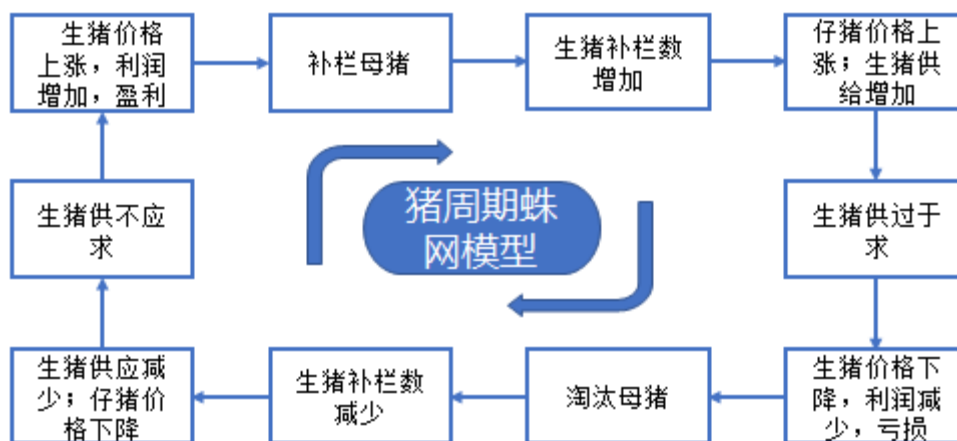 生猪价格
上涨，利润
增加，盈利
补栏母猪
生猪补栏数
增加
仔猪价格上
涨；生猪供
给增加
生猪供不应
求
猪周期蛛
网模型
生猪供过于
求
生猪供应减
少；仔猪价
格下降
生猪补栏数
减少
淘汰母猪
生猪价格下
降，利润减
少，亏损